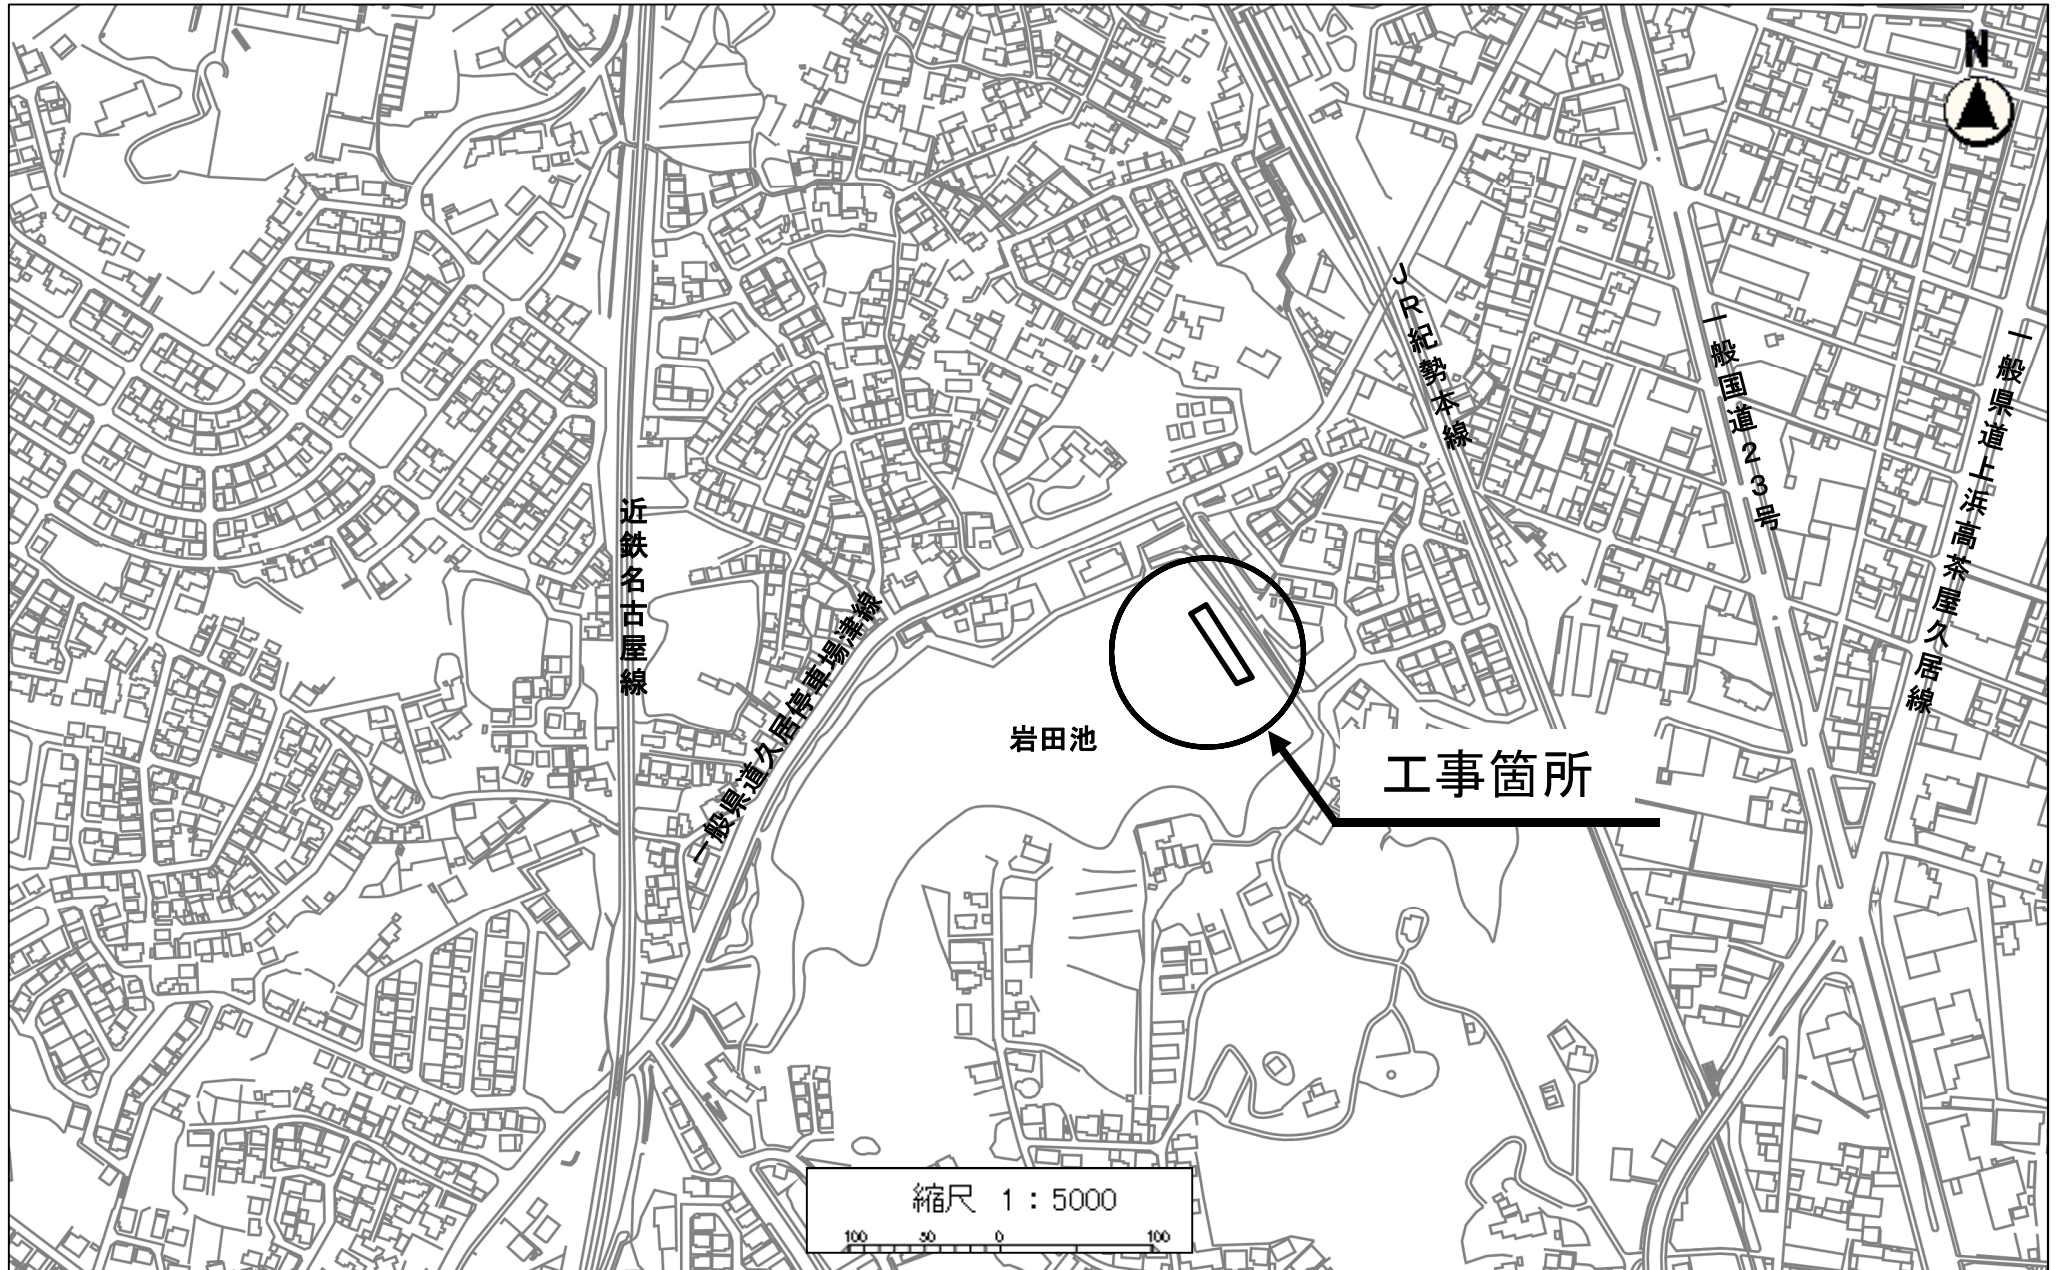 N
JR紀勢本線
一般国道23号
一般県道上浜高茶屋久居線
近鉄名古屋線
一般県道久居停車場津線
岩田池
工事箇所
縮尺 1:5000
100 50 0 100